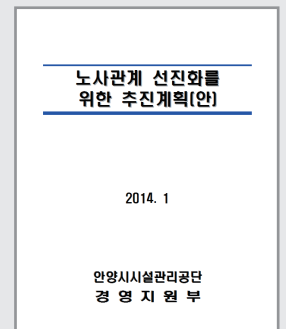 노사관계 선진화를
위한 추진계획(안)
2014. 1
안양시시설관리공단
경 영 지 원 부